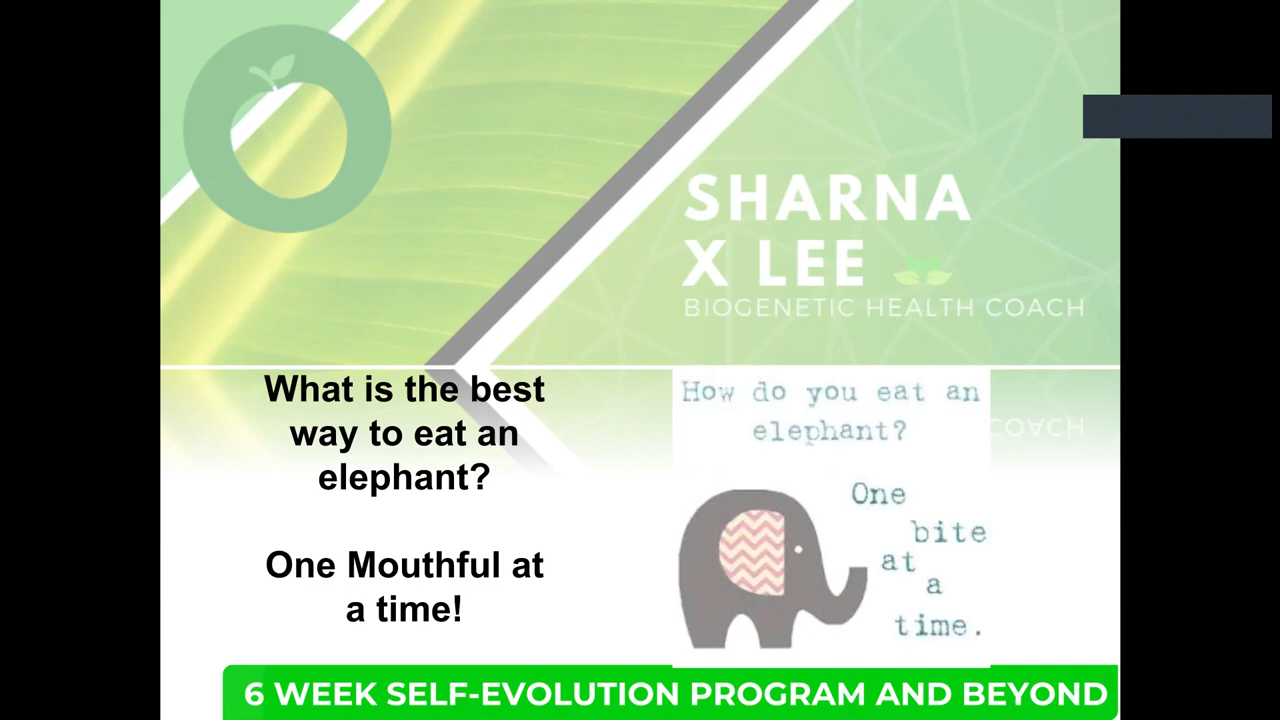 SHARNA
X LEE
BIOGENETIC HEALTH COACH
What is the best
way to eat an
elephant?
One Mouthful at
a time!
How do you eat an
elephant?
One
bite
at
a
time.
COACH
6 WEEK SELF-EVOLUTION PROGRAM AND BEYOND